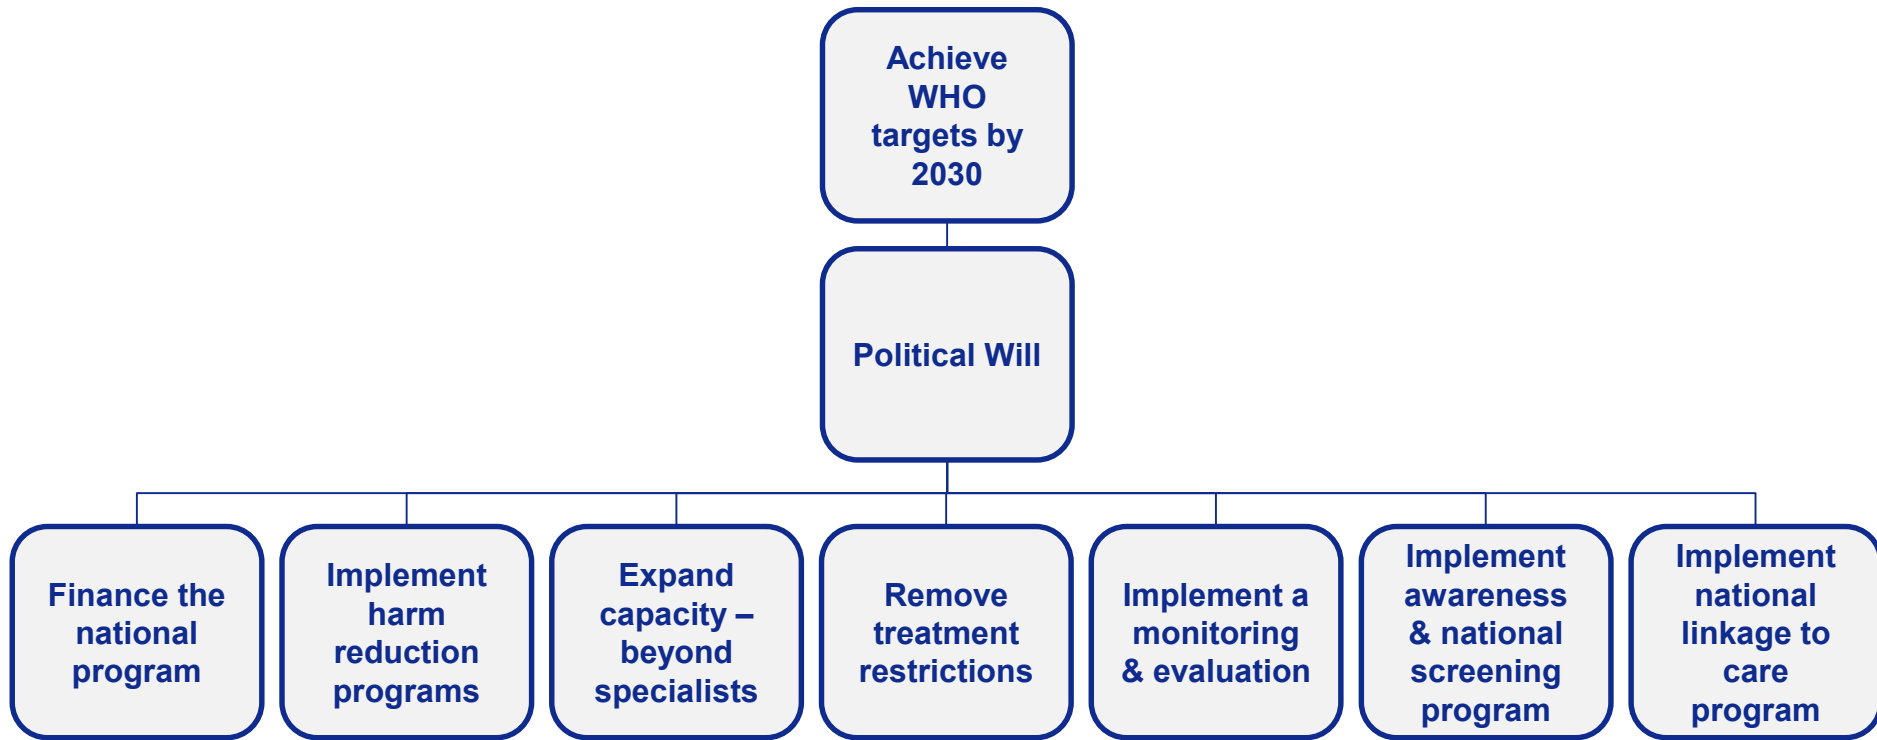 Achieve
WHO
targets by
2030
Political Will
Finance the
national
program
Implement
harm
reduction
programs
Expand
capacity –
beyond
specialists
Remove
treatment
restrictions
Implement a
monitoring
& evaluation
Implement
awareness
& national
screening
program
Implement
national
linkage to
care
program